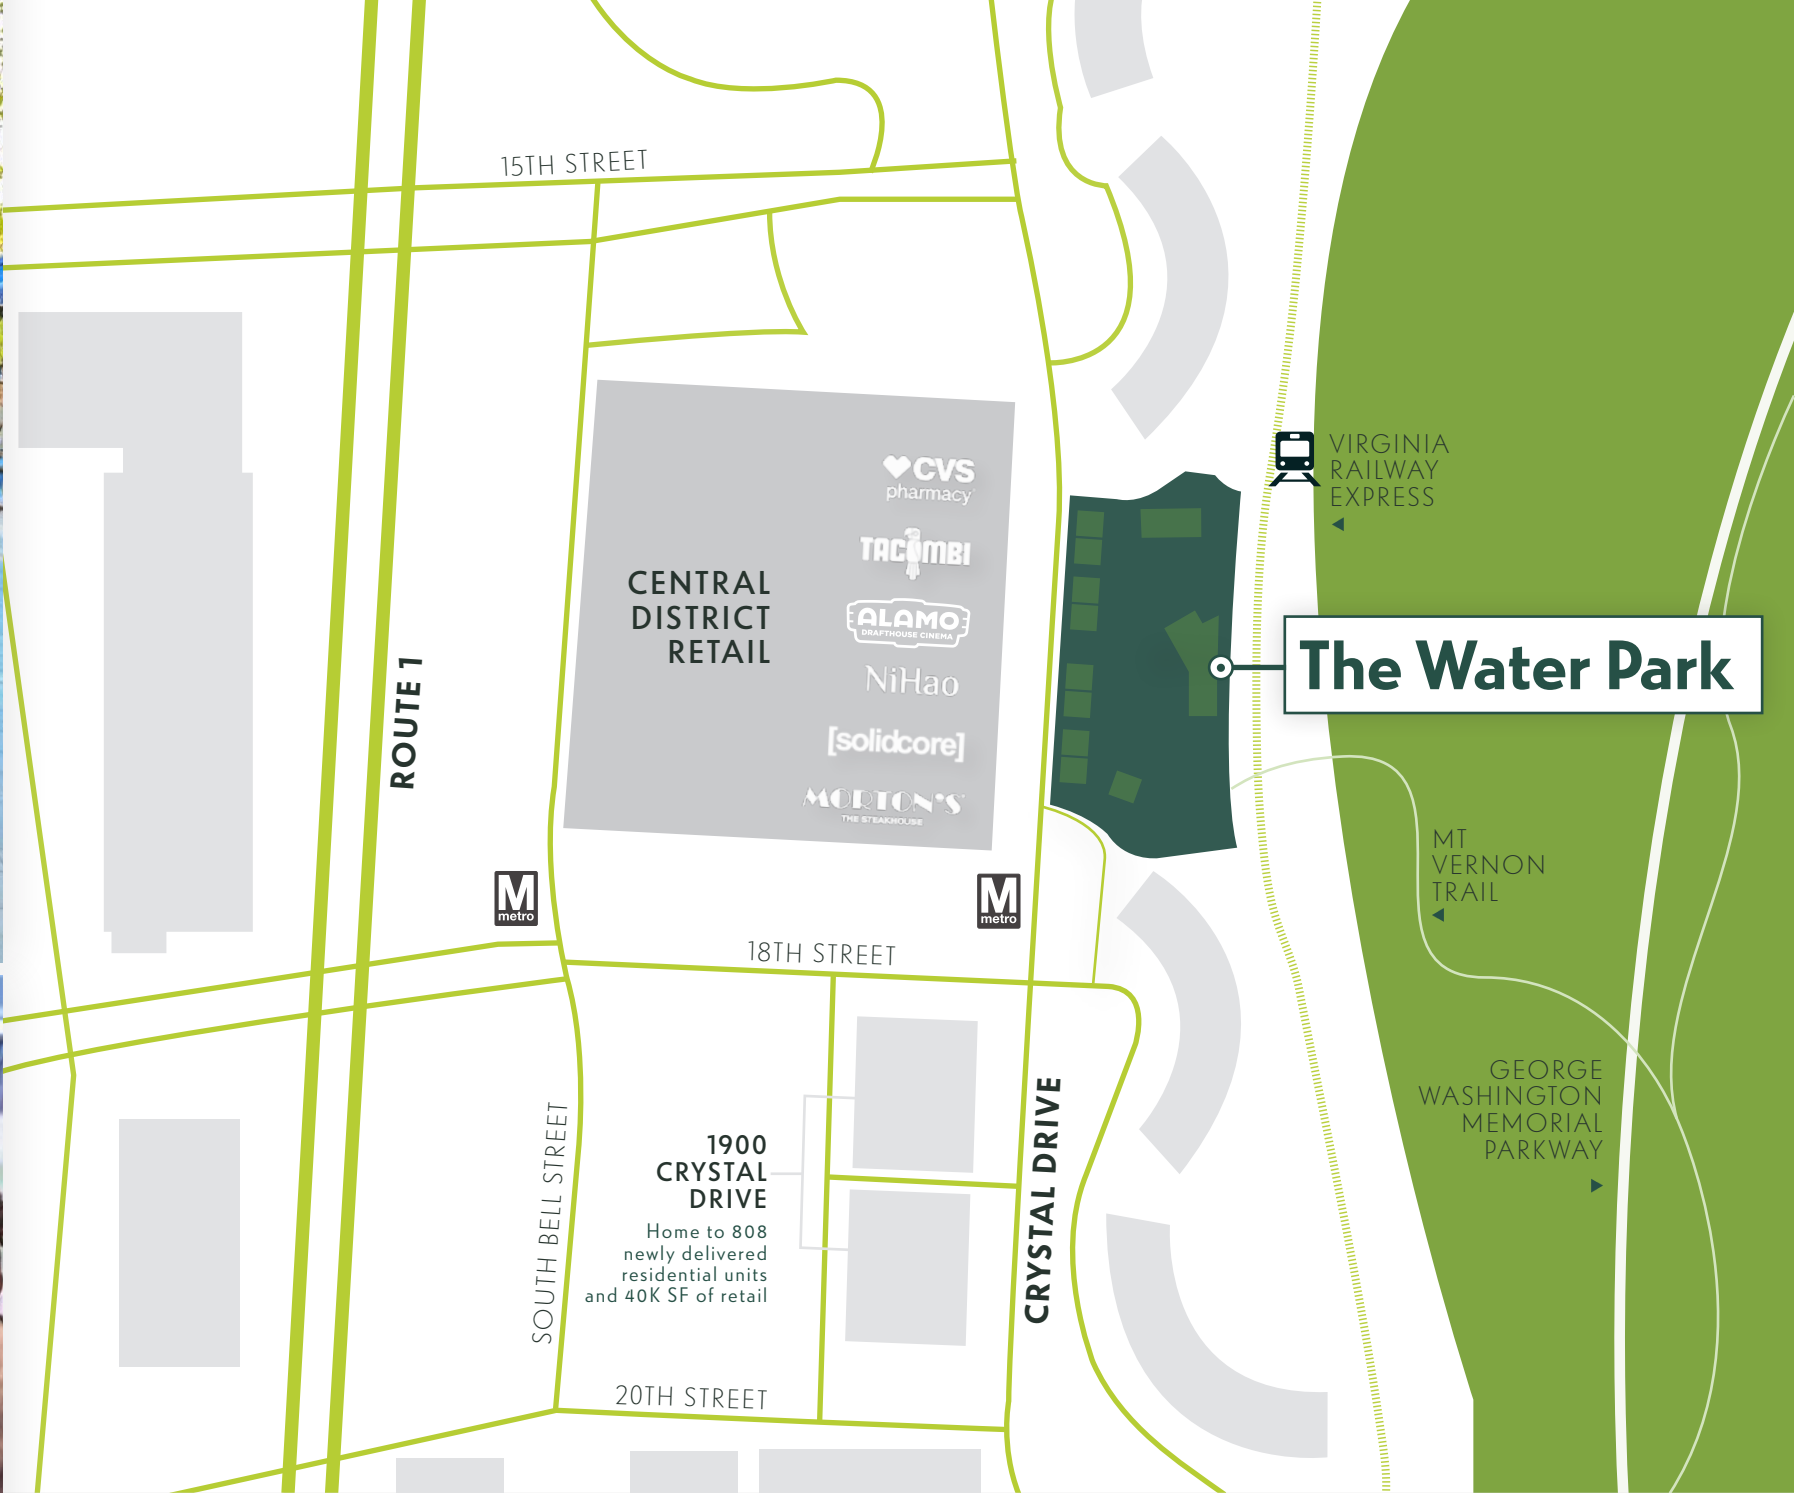 15TH STREET
ROUTE 1
CENTRAL
DISTRICT
RETAIL
CVS
pharmacy
TACOMBI
ALAMO
DRAFTHOUSE CINEMA
NiHao
[solidcore]
MORTON'S
THE STEAKHOUSE
VIRGINIA
RAILWAY
EXPRESS
The Water Park
MT
VERNON
TRAIL
M
metro
M
metro
18TH STREET
GEORGE
WASHINGTON
MEMORIAL
PARKWAY
SOUTH BELL STREET
1900
CRYSTAL
DRIVE
Home to 808
newly delivered
residential units
and 40K SF of retail
CRYSTAL DRIVE
20TH STREET